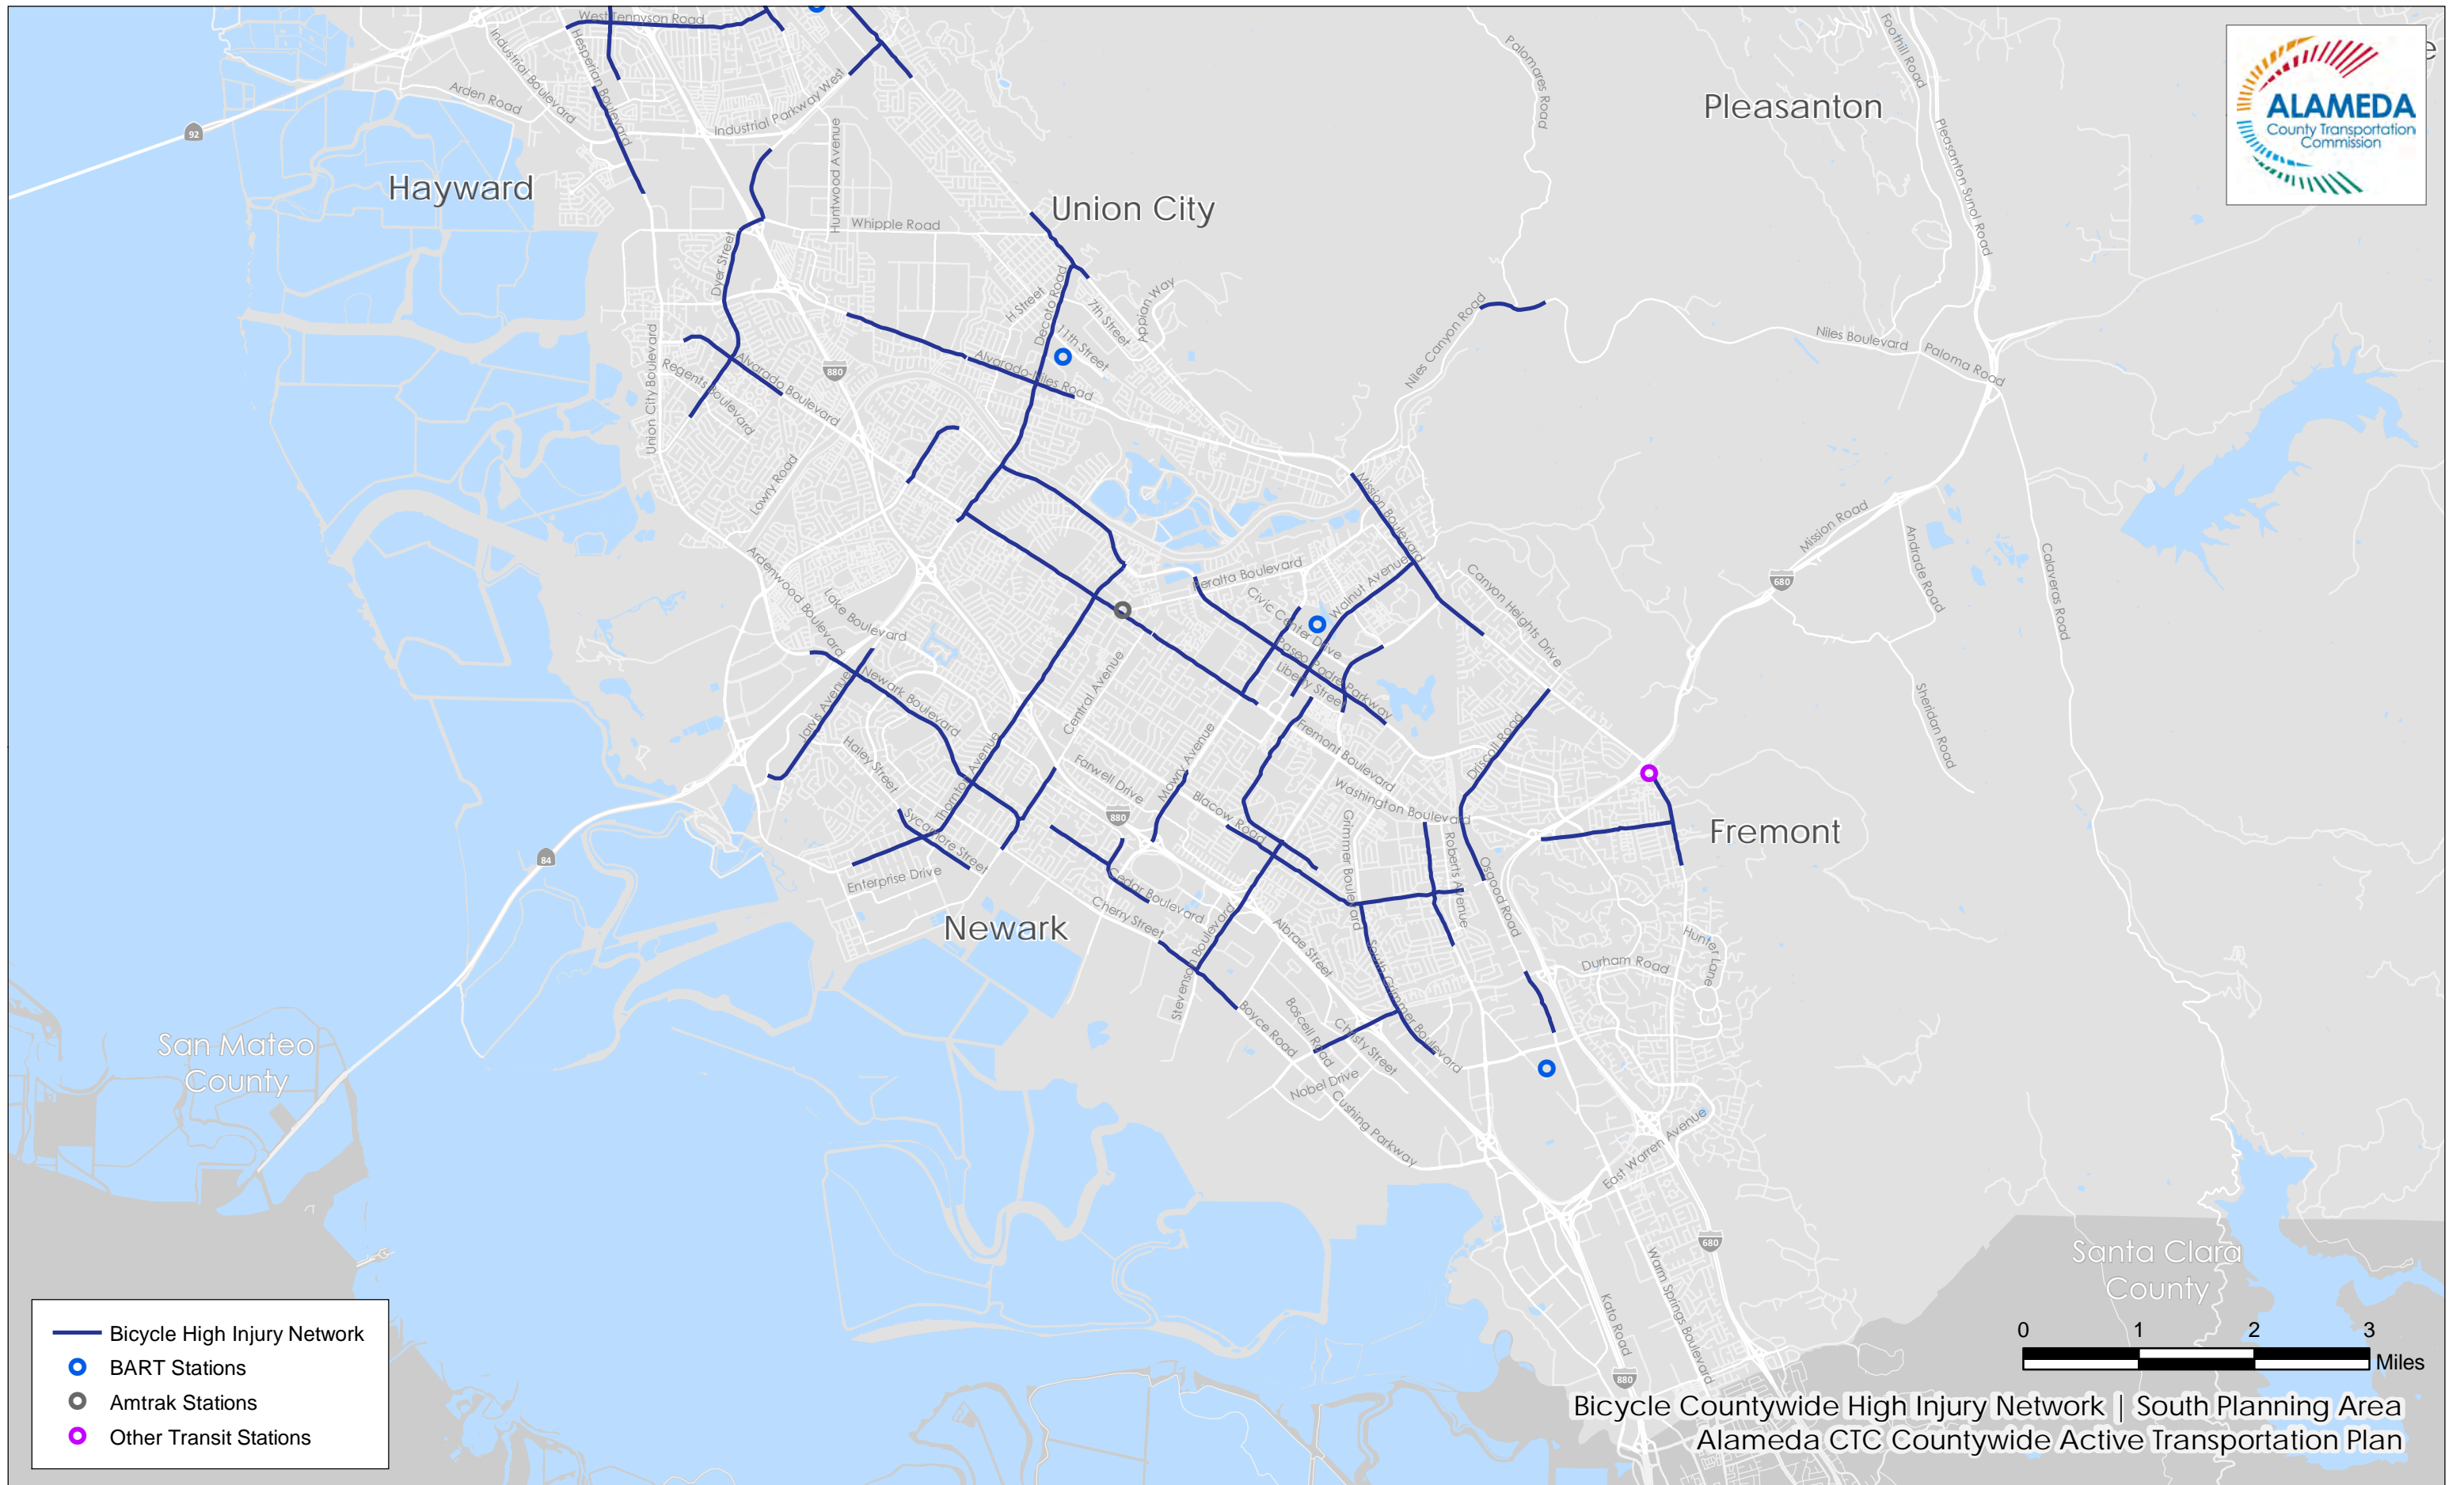 West Tennyson Road
Industrial Boulevard
Hesperian Boulevard
Arden Road
92
Industrial Parkway West
Huntwood Avenue
Hayward
Union City
Whipple Road
Palomares Road
Foothill Road
Pleasanton
Pleasanton Sunol Road
ALAMEDA
County Transportation
Commission
e
Dyer Street
H Street
Decoto Road
7th Street
11th Street
Appian Way
Union City Boulevard
Regents Boulevard
Alvarado Boulevard
880
Alvarado-Niles Road
Niles Canyon Road
Niles Boulevard
Paloma Road
Lowry Road
Mission Boulevard
Mission Road
Andrade Road
680
Calaveras Road
Sheridan Road
Ardenwood Boulevard
Lake Boulevard
Peralta Boulevard
Civic Center Drive
Walnut Avenue
Paseo Padre Parkway
Liberty Street
Canyon Heights Drive
Newark Boulevard
Jarvis Avenue
Haley Street
Central Avenue
Thornton Avenue
Farwell Drive
Mowry Avenue
Fremont Boulevard
Driscoll Road
Washington Boulevard
Blacow Road
880
Sycamore Street
Enterprise Drive
84
Grimmer Boulevard
Roberts Avenue
Osgood Road
Fremont
Newark
Cedar Boulevard
Cherry Street
Stevenson Boulevard
Albrae Street
South Grimmer Boulevard
Durham Road
Hunter Lane
Boyce Road
Boscell Road
Christy Street
Nobel Drive
Cushing Parkway
East Warren Avenue
San Mateo
County
680
Santa Clara
County
Kato Road
Warm Springs Boulevard
880
0 1 2 3
Miles
Bicycle High Injury Network
BART Stations
Amtrak Stations
Other Transit Stations
Bicycle Countywide High Injury Network | South Planning Area
Alameda CTC Countywide Active Transportation Plan